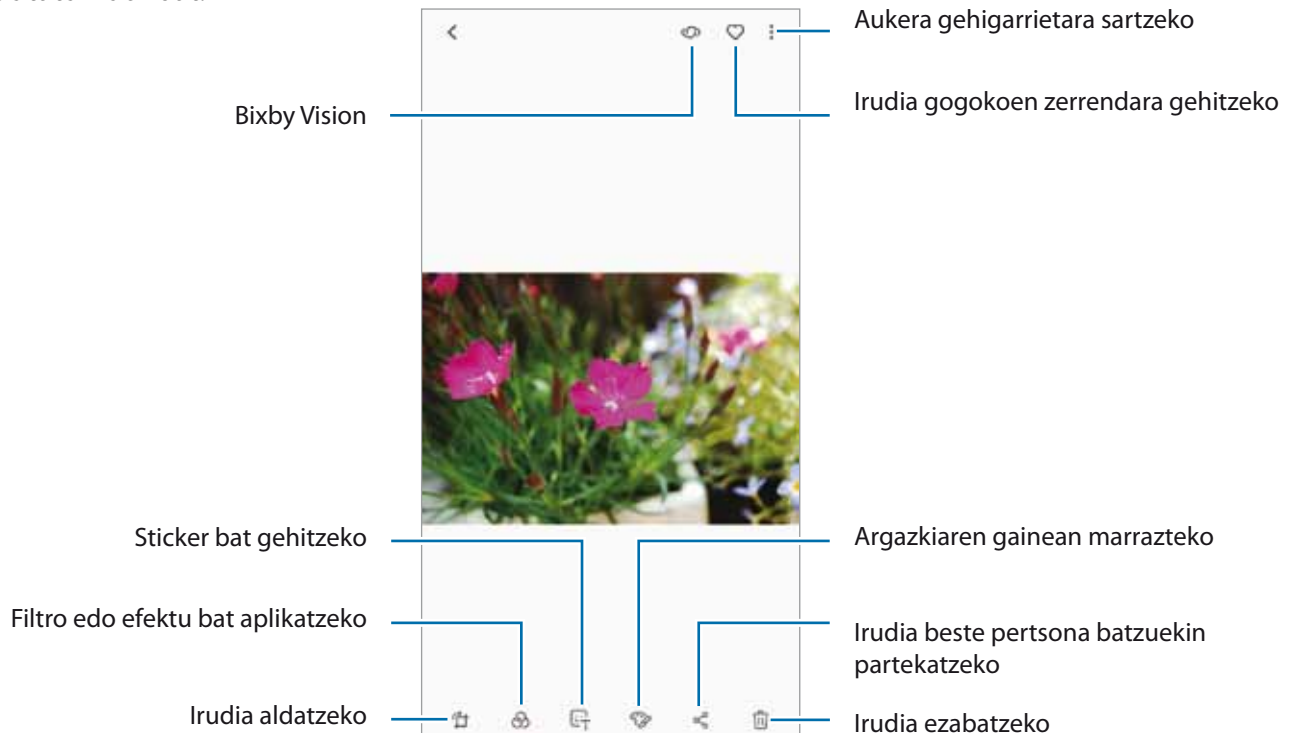 Aukera gehigarrietara sartzeko
Bixby Vision
Irudia gogokoen zerrendara gehitzeko
Sticker bat gehitzeko
Argazkiaren gainean marrazteko
Filtro edo efektu bat aplikatzeko
Irudia beste pertsona batzuekin
partekatzeko
Irudia aldatzeko
Irudia ezabatzeko